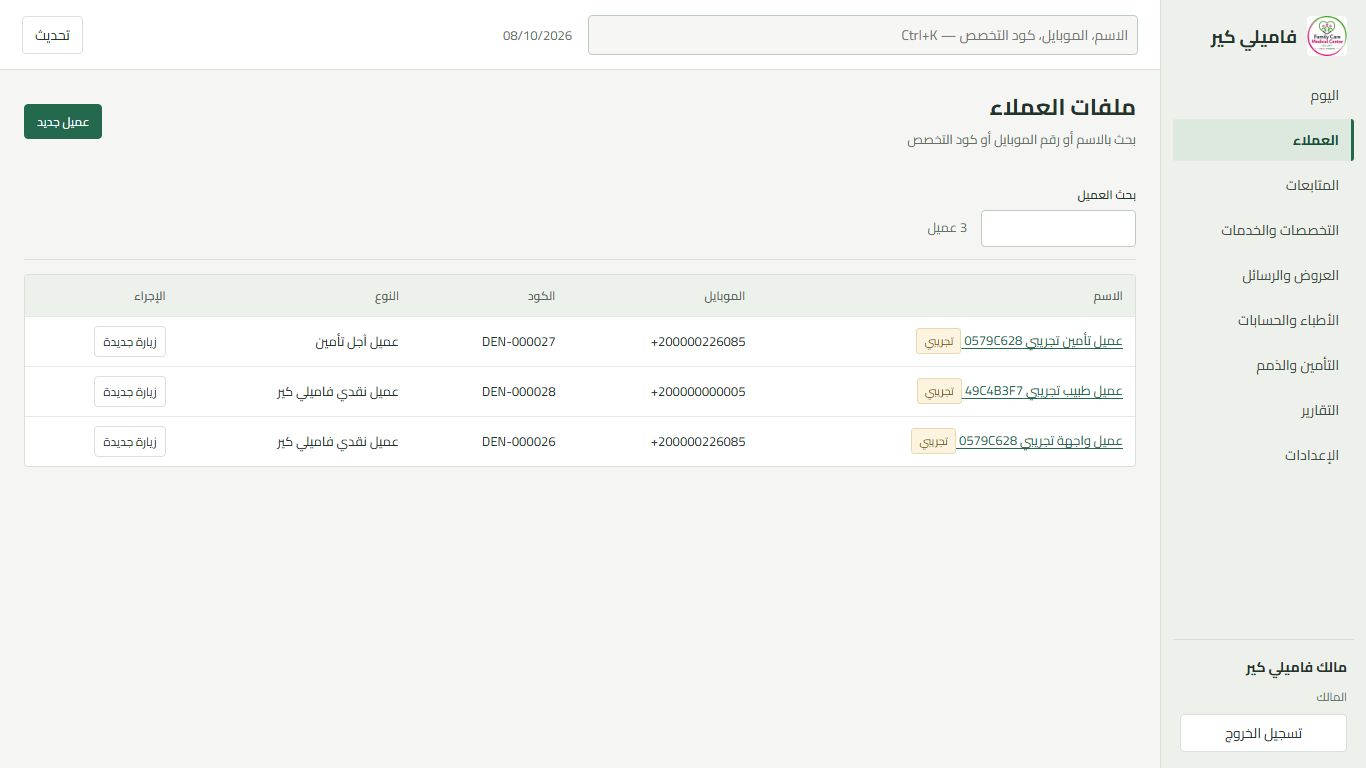 فاميلي كير
Family Care
Medical Center
اليوم
العملاء
المتابعات
التخصصات والخدمات
العروض والرسائل
الأطباء والحسابات
التأمين والذمم
التقارير
الإعدادات
مالك فاميلي كير
المالك
تسجيل الخروج
الاسم، الموبايل، كود التخصص — Ctrl+K
08/10/2026
تحديث
ملفات العملاء
بحث بالاسم أو رقم الموبايل أو كود التخصص
عميل جديد
بحث العميل
3 عميل
الاسم الموبايل الكود النوع الإجراء
عميل تأمين تجريبي 0579C628 تجريبي +200000226085 DEN-000027 عميل آجل تأمين زيارة جديدة
عميل طبيب تجريبي 49C4B3F7 تجريبي +200000000005 DEN-000028 عميل نقدي فاميلي كير زيارة جديدة
عميل واجهة تجريبي 0579C628 تجريبي +200000226085 DEN-000026 عميل نقدي فاميلي كير زيارة جديدة